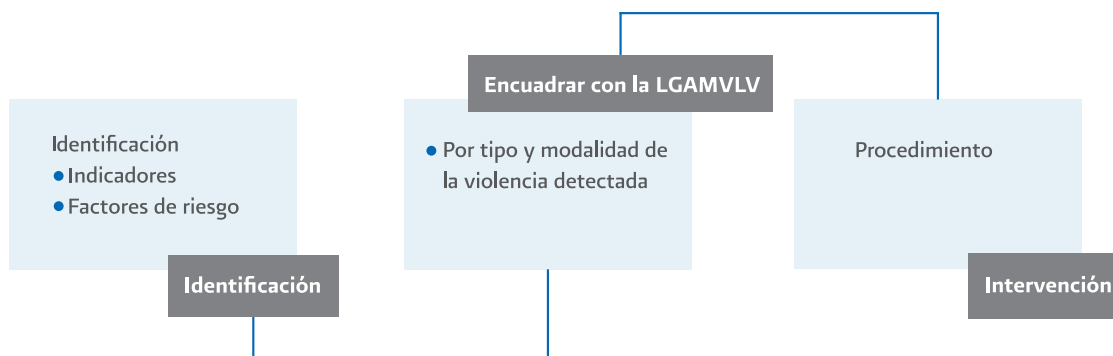 Identificación
• Indicadores
• Factores de riesgo
Identificación
Encuadrar con la LGAMVLV
• Por tipo y modalidad de
la violencia detectada
Procedimiento
Intervención